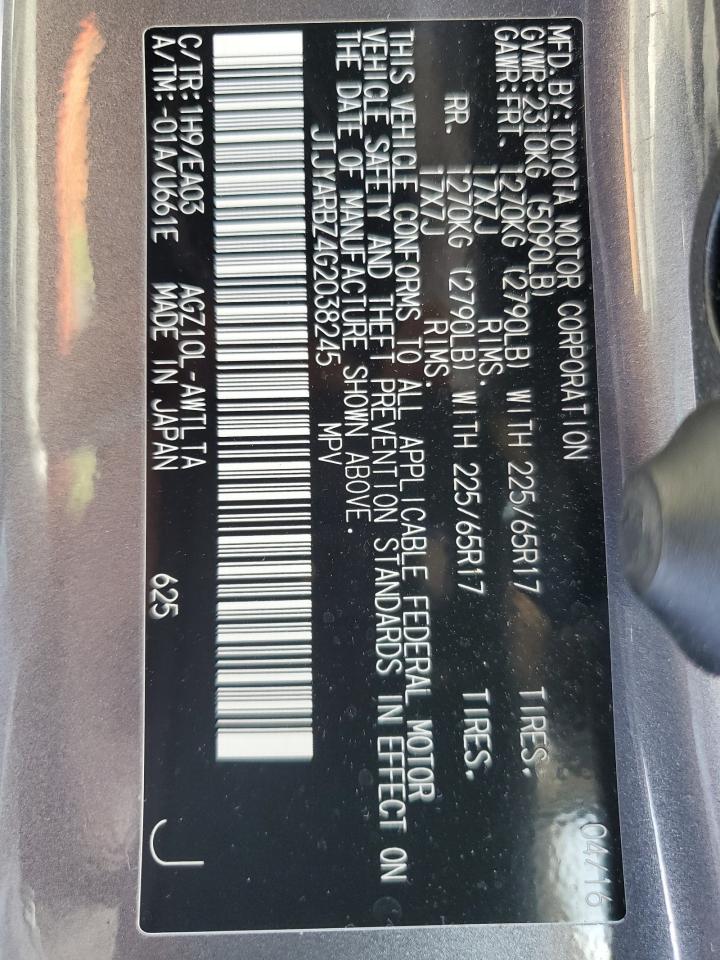 MFD. BY: TOYOTA MOTOR CORPORATION 04/16
GVWR: 2310KG (5090LB)
GAWR: FRT. 1270KG (2790LB) WITH 225/65R17 TIRES.
17X7J RIMS.
RR. 1270KG (2790LB) WITH 225/65R17 TIRES.
17X7J RIMS.
THIS VEHICLE CONFORMS TO ALL APPLICABLE FEDERAL MOTOR
VEHICLE SAFETY AND THEFT PREVENTION STANDARDS IN EFFECT ON
THE DATE OF MANUFACTURE SHOWN ABOVE.
JTJYARBZ4G2038245 MPV
C/TR: 1H9/EA03 AGZ10L-AWTLTA
A/TM: -01A/U661E MADE IN JAPAN 625 J